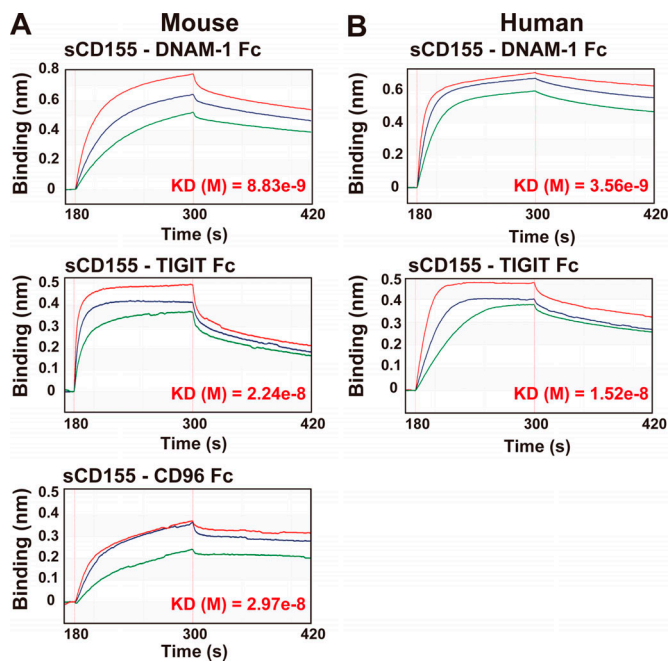 A Mouse
sCD155 - DNAM-1 Fc
Binding (nm)
0.8
0.6
0.4
0.2
0
KD (M) = 8.83e-9
180 300 420
Time (s)
sCD155 - TIGIT Fc
Binding (nm)
0.5
0.4
0.3
0.2
0.1
0
KD (M) = 2.24e-8
180 300 420
Time (s)
sCD155 - CD96 Fc
Binding (nm)
0.5
0.4
0.3
0.2
0.1
0
KD (M) = 2.97e-8
180 300 420
Time (s)
B Human
sCD155 - DNAM-1 Fc
Binding (nm)
0.6
0.4
0.2
0
KD (M) = 3.56e-9
180 300 420
Time (s)
sCD155 - TIGIT Fc
Binding (nm)
0.5
0.4
0.3
0.2
0.1
0
KD (M) = 1.52e-8
180 300 420
Time (s)